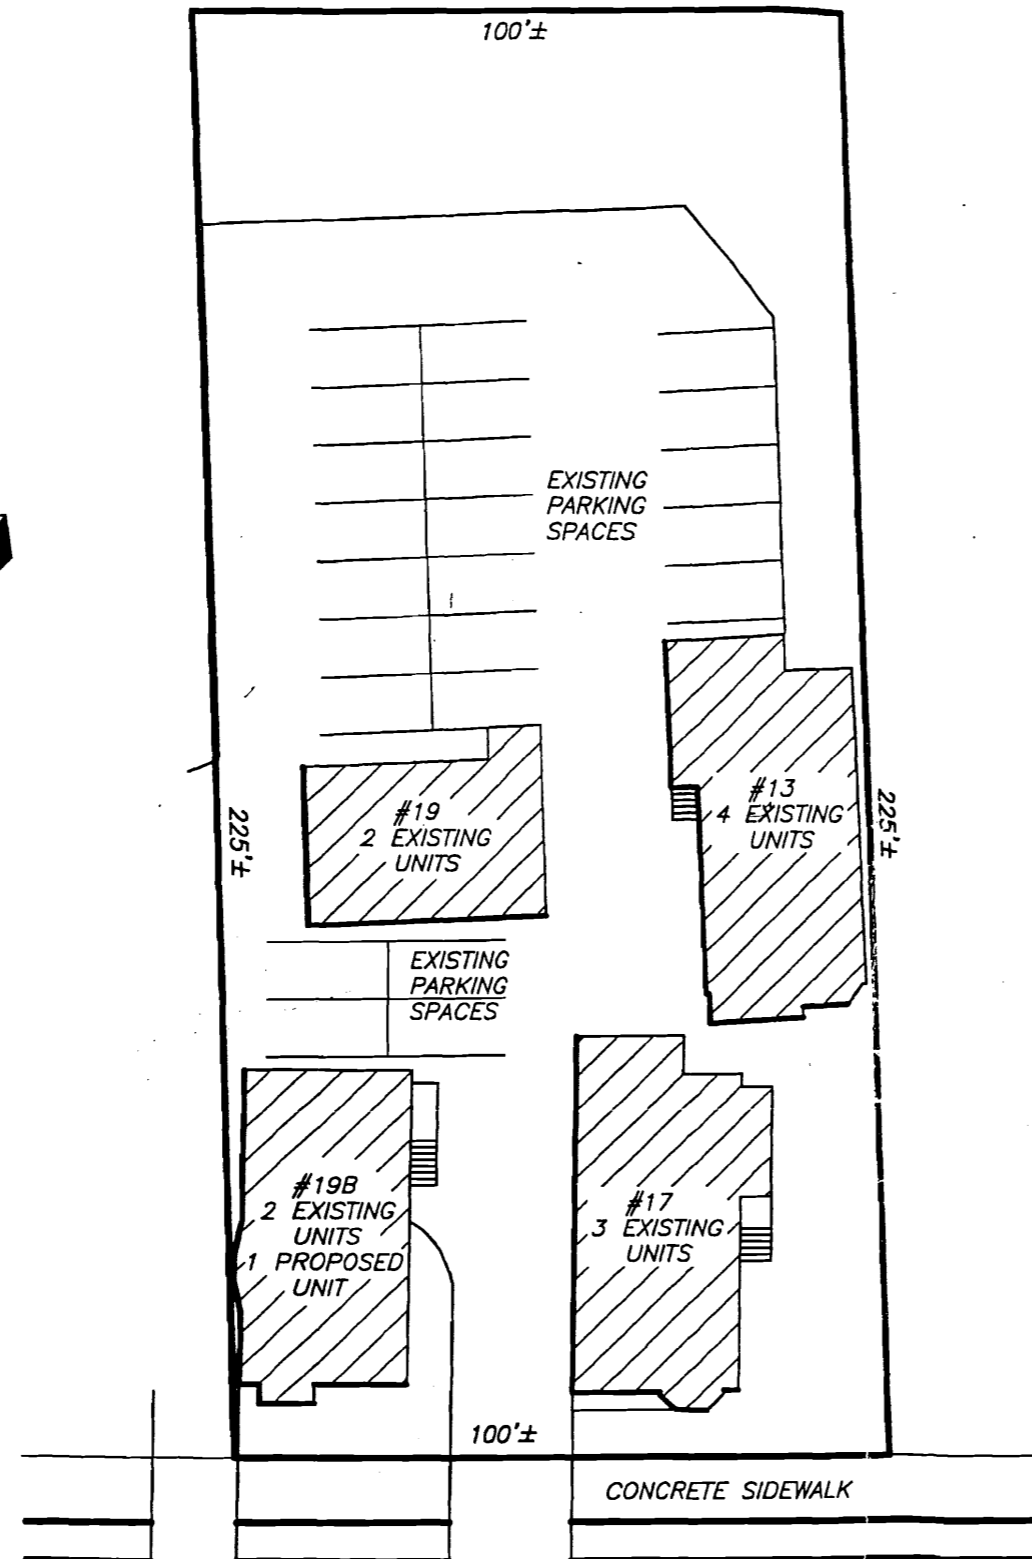 100'±
EXISTING
PARKING
SPACES
#13
4 EXISTING
UNITS
#19
2 EXISTING
UNITS
225'±
225'±
EXISTING
PARKING
SPACES
#19B
2 EXISTING
UNITS
1 PROPOSED
UNIT
#17
3 EXISTING
UNITS
100'±
CONCRETE SIDEWALK